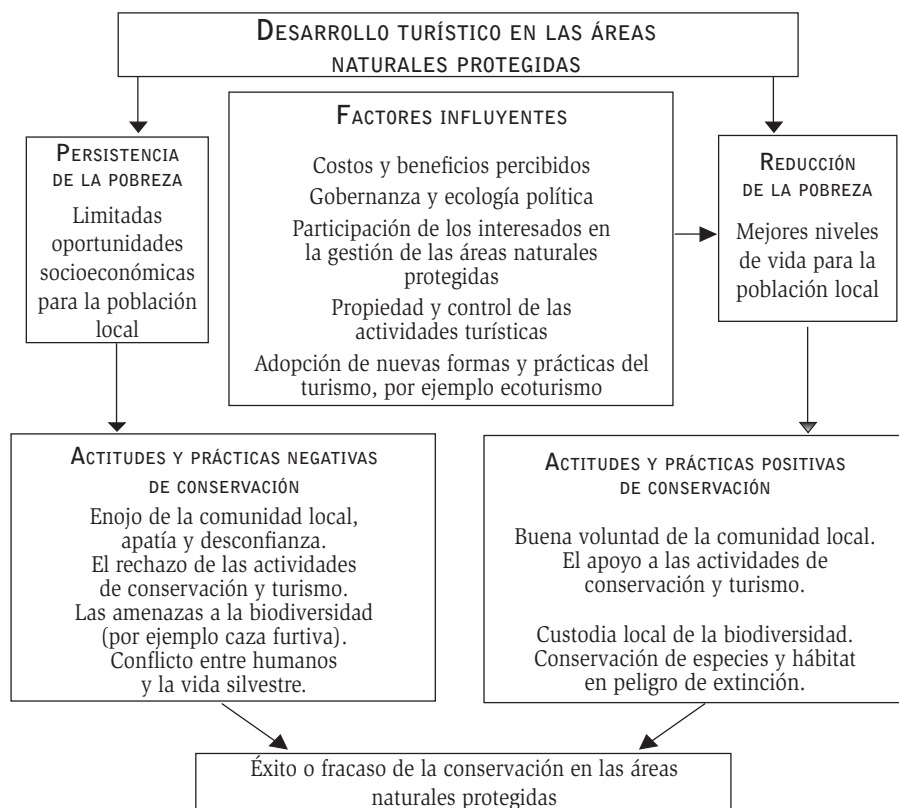 DESARROLLO TURÍSTICO EN LAS ÁREAS
NATURALES PROTEGIDAS
PERSISTENCIA
DE LA POBREZA
Limitadas
oportunidades
socioeconómicas
para la población
local
FACTORES INFLUYENTES
Costos y beneficios percibidos
Gobernanza y ecología política
Participación de los interesados en
la gestión de las áreas naturales
protegidas
Propiedad y control de las
actividades turísticas
Adopción de nuevas formas y prácticas del
turismo, por ejemplo ecoturismo
REDUCCIÓN
DE LA POBREZA
Mejores niveles
de vida para la
población local
ACTITUDES Y PRÁCTICAS NEGATIVAS
DE CONSERVACIÓN
Enojo de la comunidad local,
apatía y desconfianza.
El rechazo de las actividades
de conservación y turismo.
Las amenazas a la biodiversidad
(por ejemplo caza furtiva).
Conflicto entre humanos
y la vida silvestre.
ACTITUDES Y PRÁCTICAS POSITIVAS
DE CONSERVACIÓN
Buena voluntad de la comunidad local.
El apoyo a las actividades de
conservación y turismo.
Custodia local de la biodiversidad.
Conservación de especies y hábitat
en peligro de extinción.
Éxito o fracaso de la conservación en las áreas
naturales protegidas